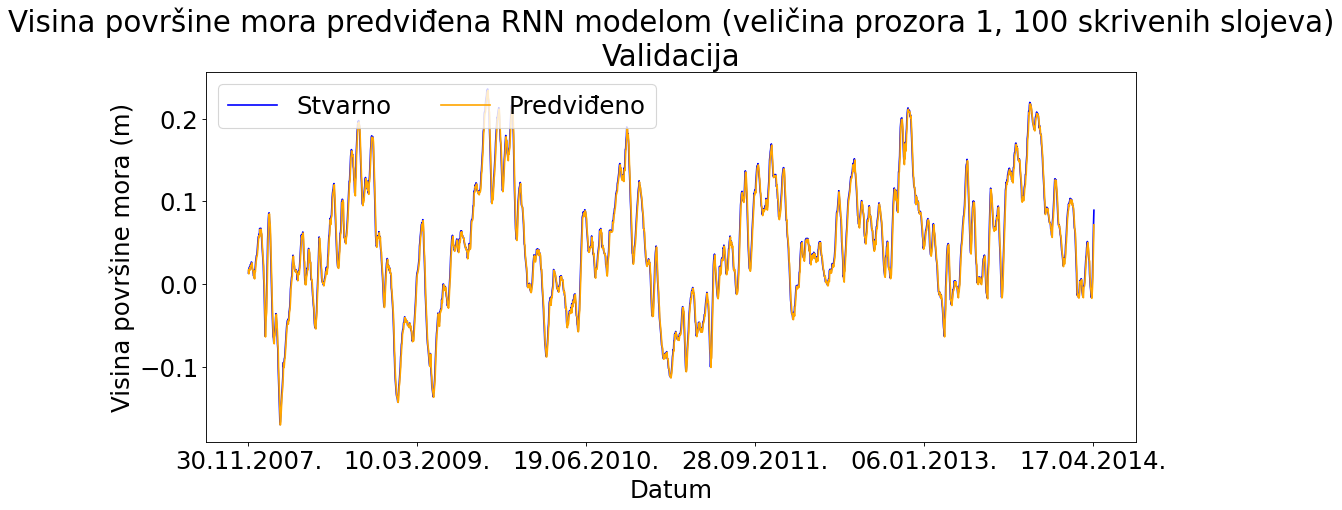 Visina površine mora predviđena RNN modelom (veličina prozora 1, 100 skrivenih slojeva)
Validacija
Stvarno Predviđeno
Visina površine mora (m)
0.2
0.1
0.0
−0.1
30.11.2007. 10.03.2009. 19.06.2010. 28.09.2011. 06.01.2013. 17.04.2014.
Datum